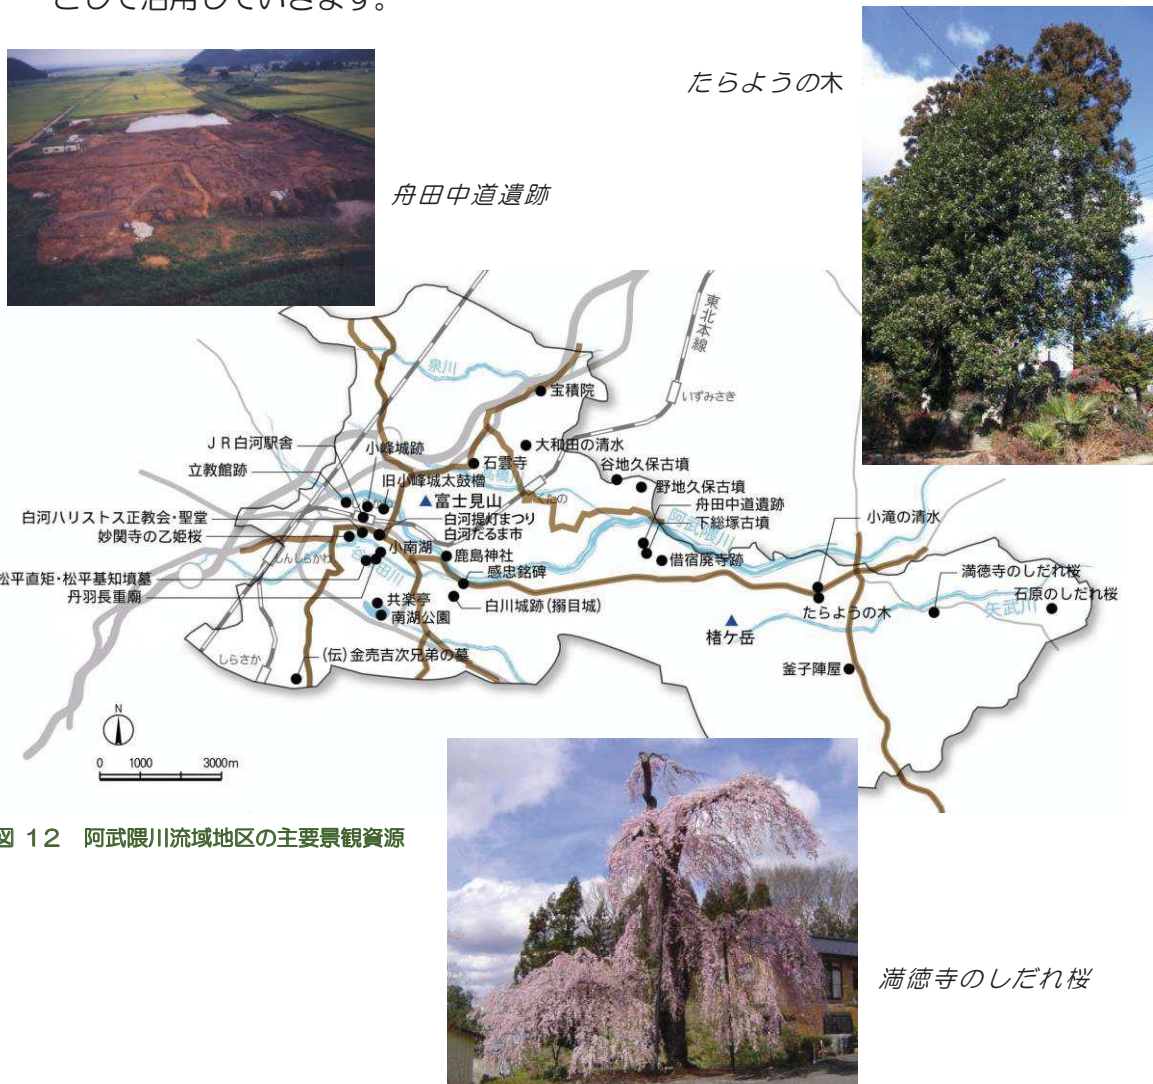 として活用していきます。
たらようの木
舟田中道遺跡
東北本線
泉川
宝積院
いずみさき
JR白河駅舎
小峰城跡
大和田の清水
立教館跡
石雲寺
谷地久保古墳
旧小峰城太鼓櫓
野地久保古墳
富士見山
舟田中道遺跡
白河ハリストス正教会・聖堂
白河提灯まつり
下総塚古墳
小滝の清水
妙関寺の乙姫桜
白河だるま市
阿武隈川
小南湖
鹿島神社
借宿廃寺跡
しんしらかわ
感忠銘碑
満徳寺のしだれ桜
松平直矩・松平基知墳墓
石原のしだれ桜
丹羽長重廟
共楽亭
白川城跡(搦目城)
たらようの木
矢武川
南湖公園
楮ケ岳
しらさか
(伝)金売吉次兄弟の墓
釜子陣屋
N
0 1000 3000m
図 12 阿武隈川流域地区の主要景観資源
満徳寺のしだれ桜